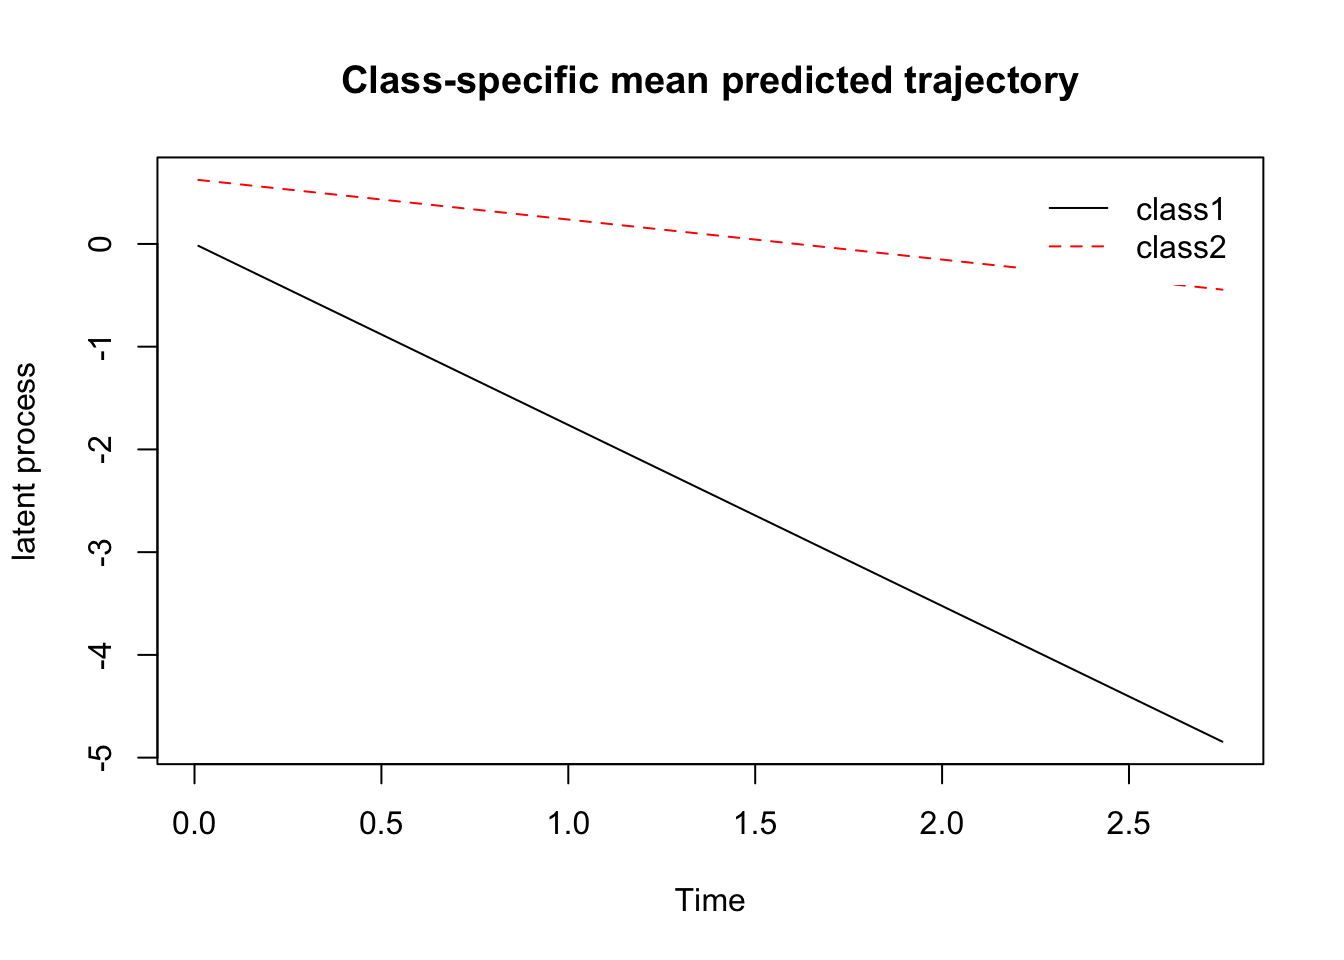 Class-specific mean predicted trajectory
class1
class2
0
-1
-2
-3
-4
-5
latent process
0.0 0.5 1.0 1.5 2.0 2.5
Time